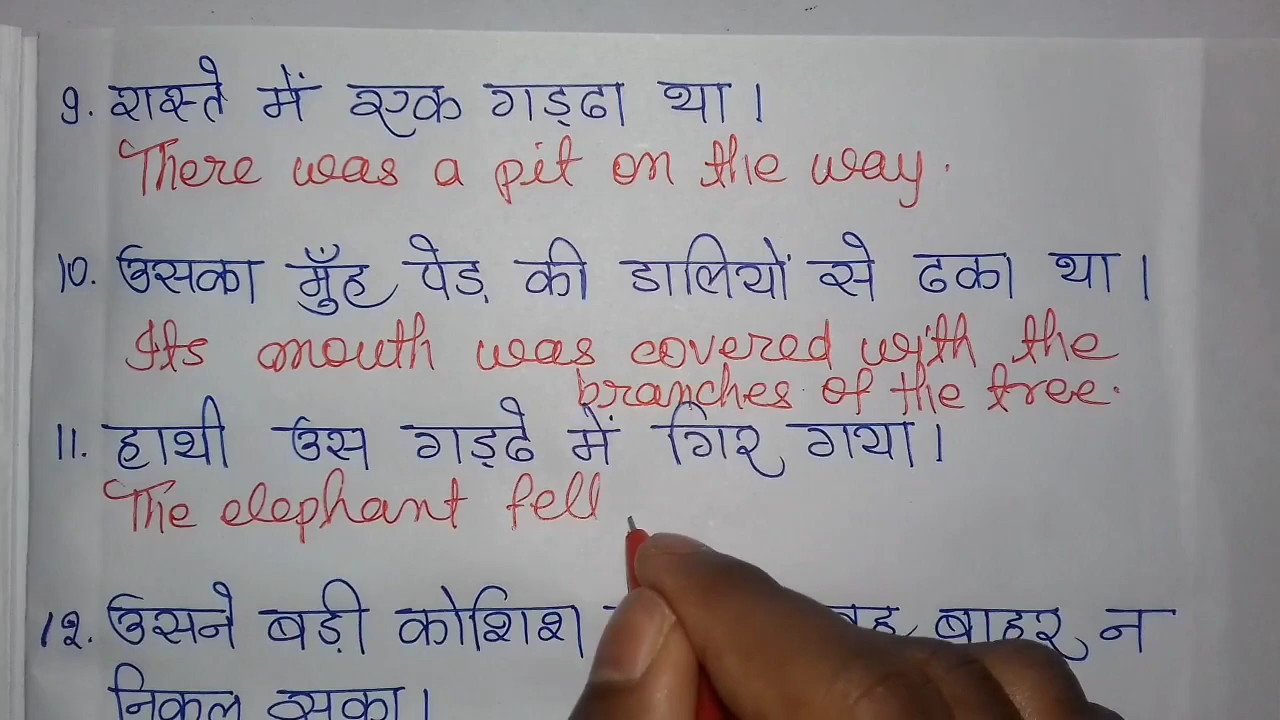 9. रास्ते में एक गड्ढा था।
There was a pit on the way.
10. उसका मुँह पेड़ की डालियों से ढका था।
Its mouth was covered with the
branches of the tree.
11. हाथी उस गड्ढे में गिर गया।
The elephant fell
12. उसने बड़ी कोशिश वह बाहर न
निकल सका।